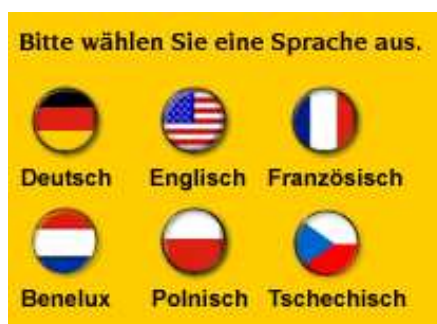 Bitte wählen Sie eine Sprache aus.
Deutsch Englisch Französisch
Benelux Polnisch Tschechisch